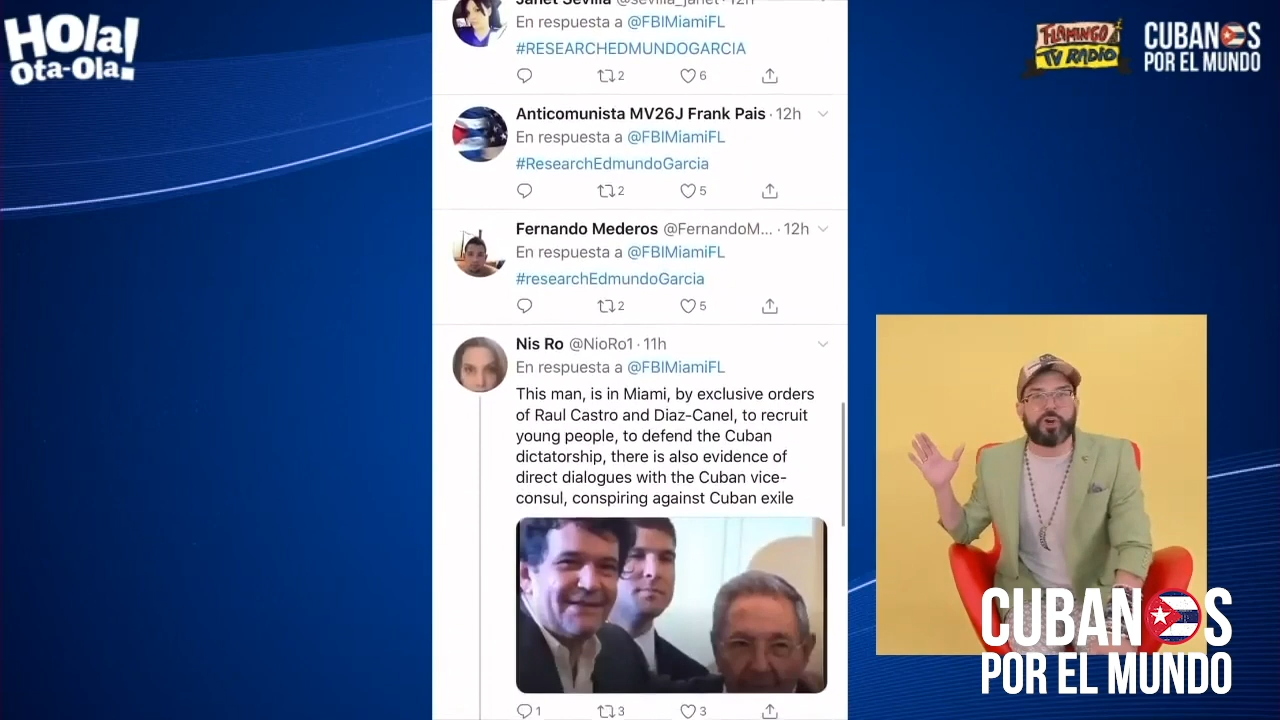 HOla!
Ota-Ola!
FLAMINGO
TV RADIO
CUBANOS
POR EL MUNDO
Janet Sevilla @sevilla_janet · 12h
En respuesta a @FBIMiamiFL
#RESEARCHEDMUNDOGARCIA
2 6
Anticomunista MV26J Frank Pais · 12h
En respuesta a @FBIMiamiFL
#ResearchEdmundoGarcia
2 5
Fernando Mederos @FernandoM... · 12h
En respuesta a @FBIMiamiFL
#researchEdmundoGarcia
2 5
Nis Ro @NioRo1 · 11h
En respuesta a @FBIMiamiFL
This man, is in Miami, by exclusive orders
of Raul Castro and Diaz-Canel, to recruit
young people, to defend the Cuban
dictatorship, there is also evidence of
direct dialogues with the Cuban vice-
consul, conspiring against Cuban exile
1 3 3
CUBANOS
POR EL MUNDO